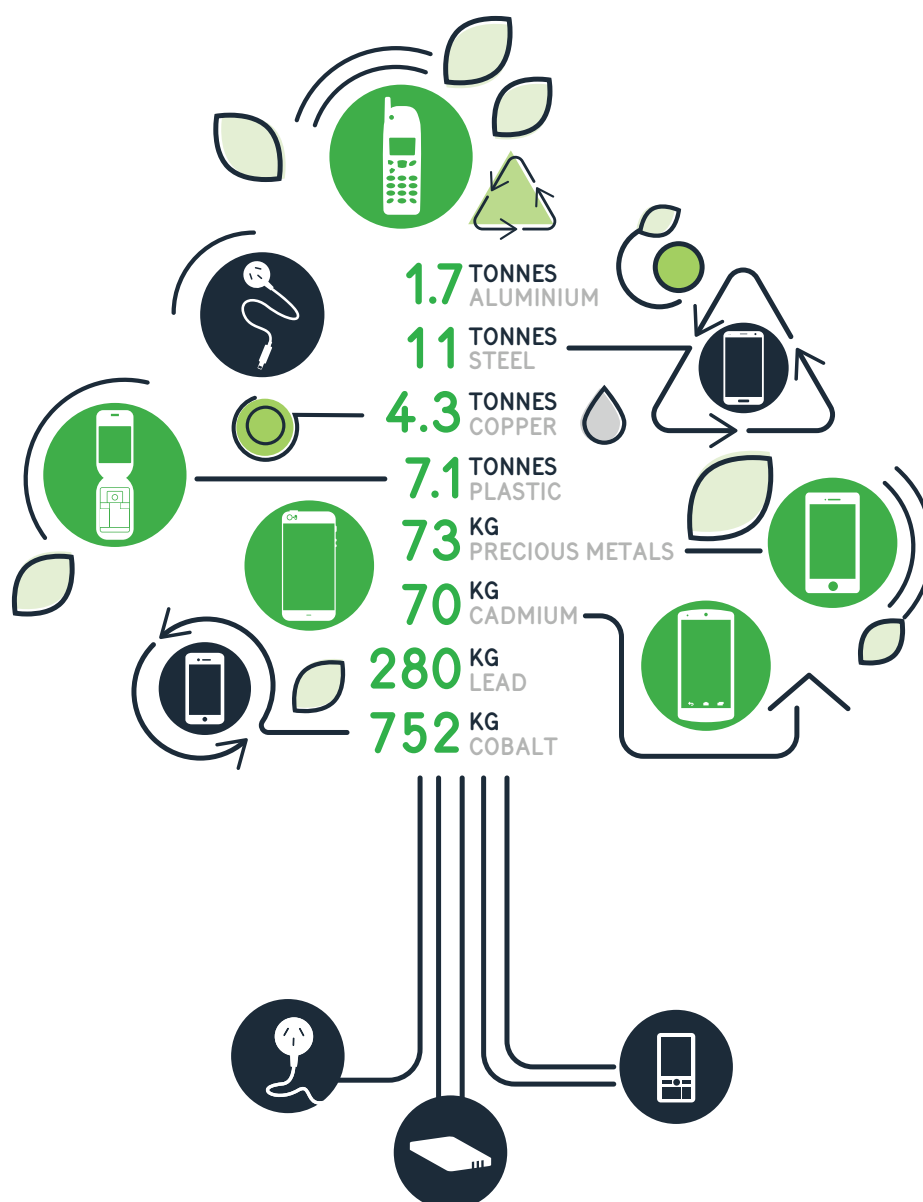 1.7 TONNES
ALUMINIUM
11 TONNES
STEEL
4.3 TONNES
COPPER
7.1 TONNES
PLASTIC
73 KG
PRECIOUS METALS
70 KG
CADMIUM
280 KG
LEAD
752 KG
COBALT